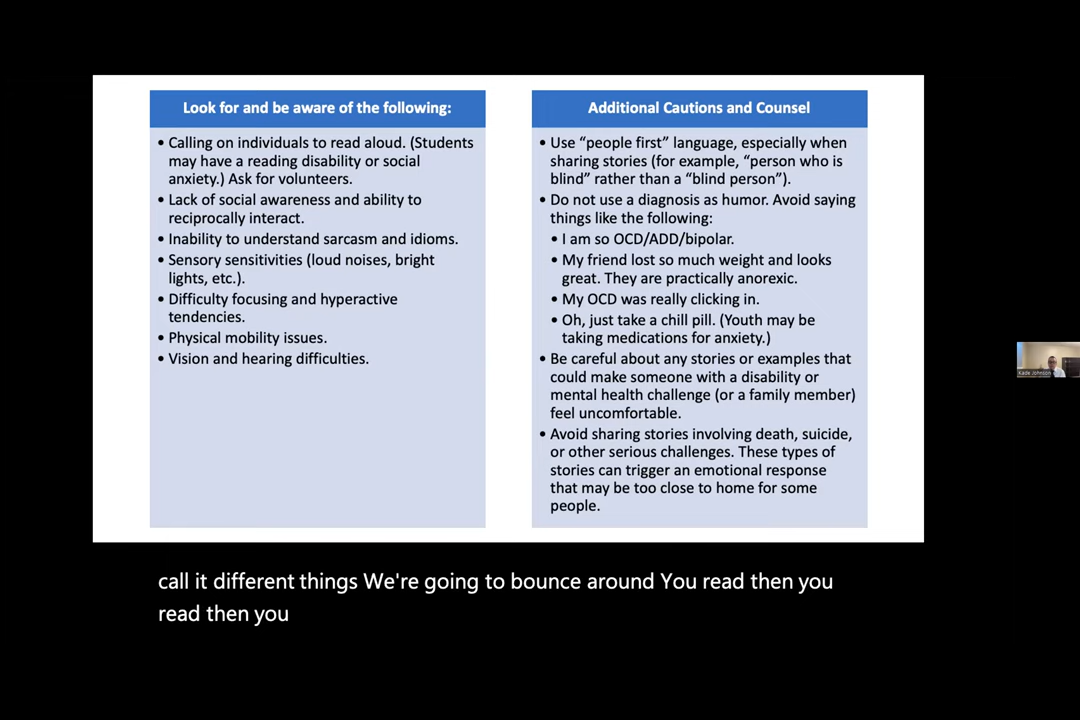 Look for and be aware of the following:
• Calling on individuals to read aloud. (Students
may have a reading disability or social
anxiety.) Ask for volunteers.
• Lack of social awareness and ability to
reciprocally interact.
• Inability to understand sarcasm and idioms.
• Sensory sensitivities (loud noises, bright
lights, etc.).
• Difficulty focusing and hyperactive
tendencies.
• Physical mobility issues.
• Vision and hearing difficulties.
Additional Cautions and Counsel
• Use “people first” language, especially when
sharing stories (for example, “person who is
blind” rather than a “blind person”).
• Do not use a diagnosis as humor. Avoid saying
things like the following:
• I am so OCD/ADD/bipolar.
• My friend lost so much weight and looks
great. They are practically anorexic.
• My OCD was really clicking in.
• Oh, just take a chill pill. (Youth may be
taking medications for anxiety.)
• Be careful about any stories or examples that
could make someone with a disability or
mental health challenge (or a family member)
feel uncomfortable.
• Avoid sharing stories involving death, suicide,
or other serious challenges. These types of
stories can trigger an emotional response
that may be too close to home for some
people.
Kade Johnson
call it different things We're going to bounce around You read then you
read then you